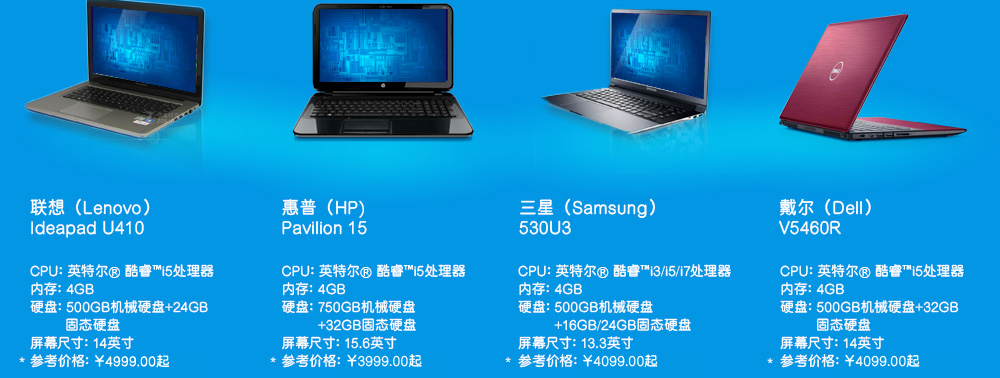 联想（Lenovo）
Ideapad U410
CPU: 英特尔® 酷睿™i5处理器
内存: 4GB
硬盘: 500GB机械硬盘+24GB
固态硬盘
屏幕尺寸: 14英寸
* 参考价格: ￥4999.00起
惠普（HP)
Pavilion 15
CPU: 英特尔® 酷睿™i5处理器
内存: 4GB
硬盘: 750GB机械硬盘
+32GB固态硬盘
屏幕尺寸: 15.6英寸
* 参考价格: ￥3999.00起
三星（Samsung）
530U3
CPU: 英特尔® 酷睿™i3/i5/i7处理器
内存: 4GB
硬盘: 500GB机械硬盘
+16GB/24GB固态硬盘
屏幕尺寸: 13.3英寸
* 参考价格: ￥4099.00起
DELL
戴尔（Dell）
V5460R
CPU: 英特尔® 酷睿™i5处理器
内存: 4GB
硬盘: 500GB机械硬盘+32GB
固态硬盘
屏幕尺寸: 14英寸
* 参考价格: ￥4099.00起